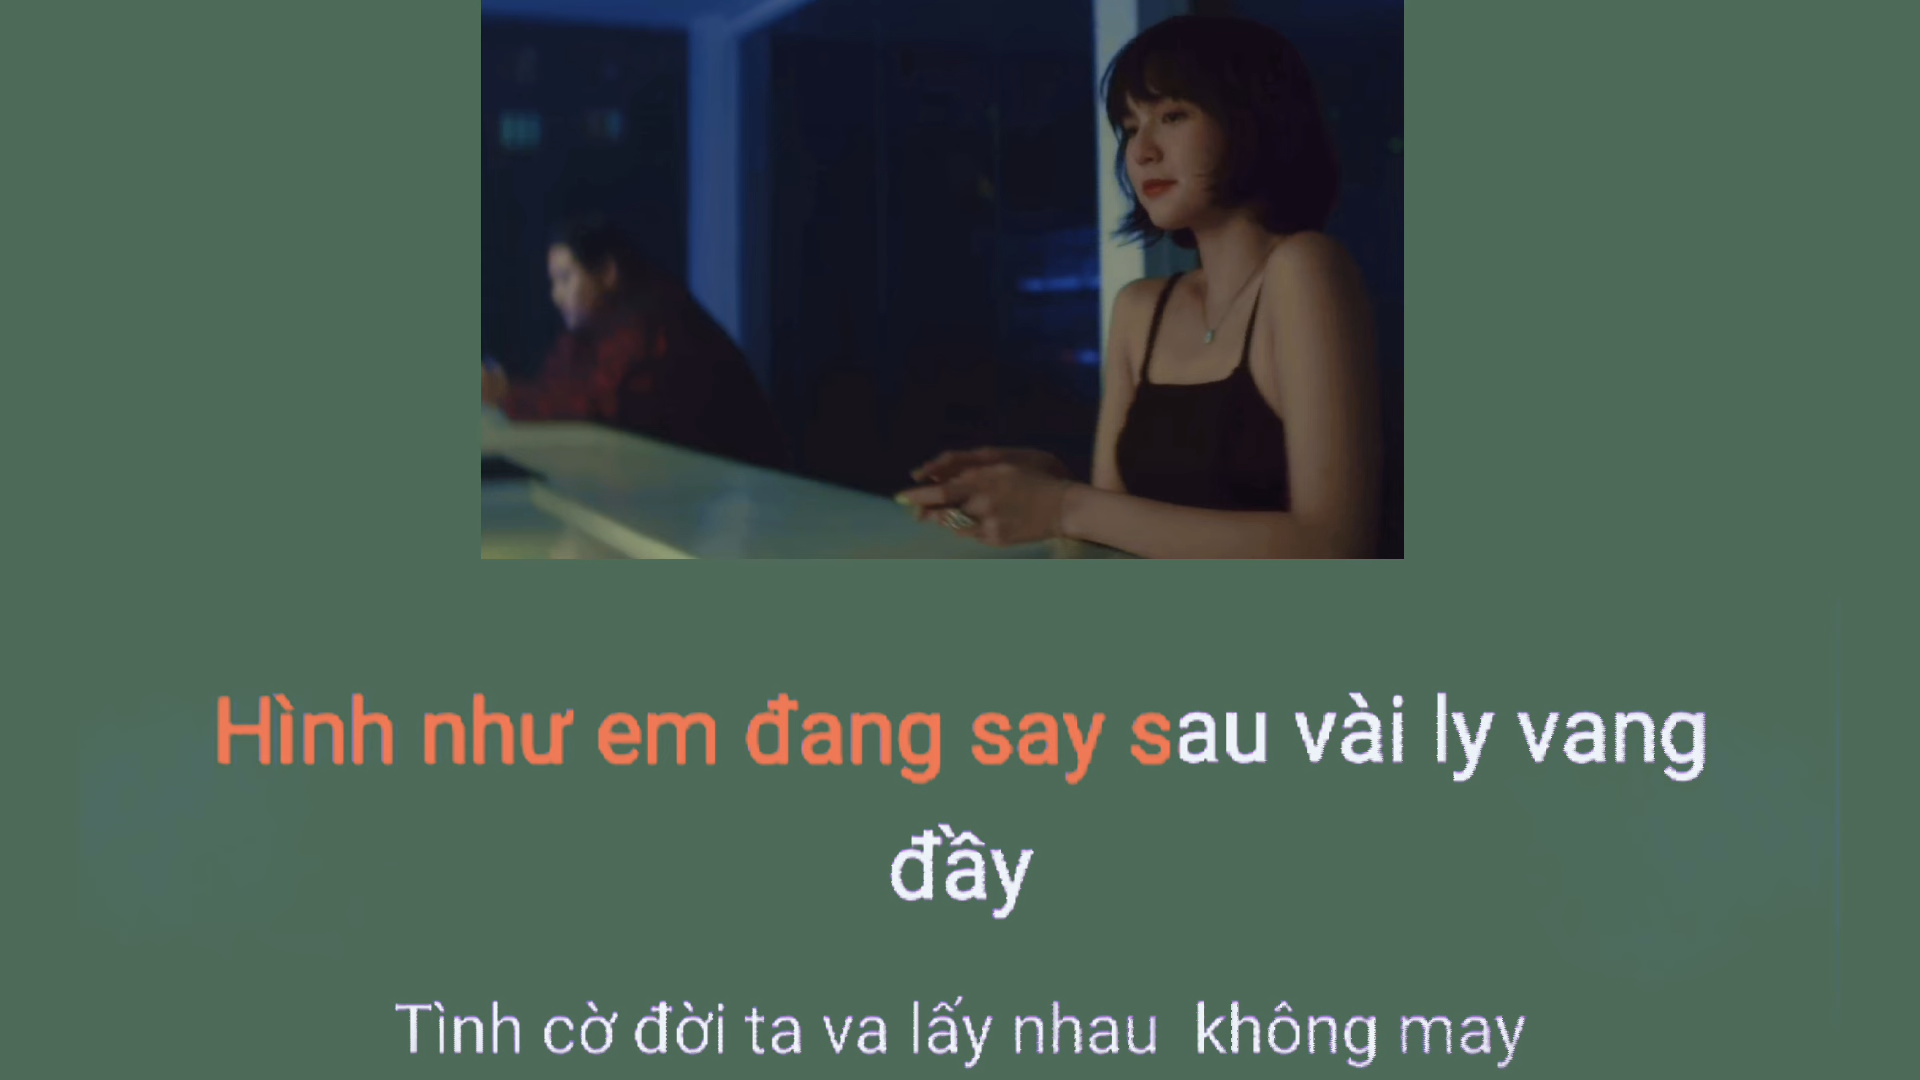 Hình như em đang say sau vài ly vang
đầy
Tình cờ đời ta va lấy nhau không may